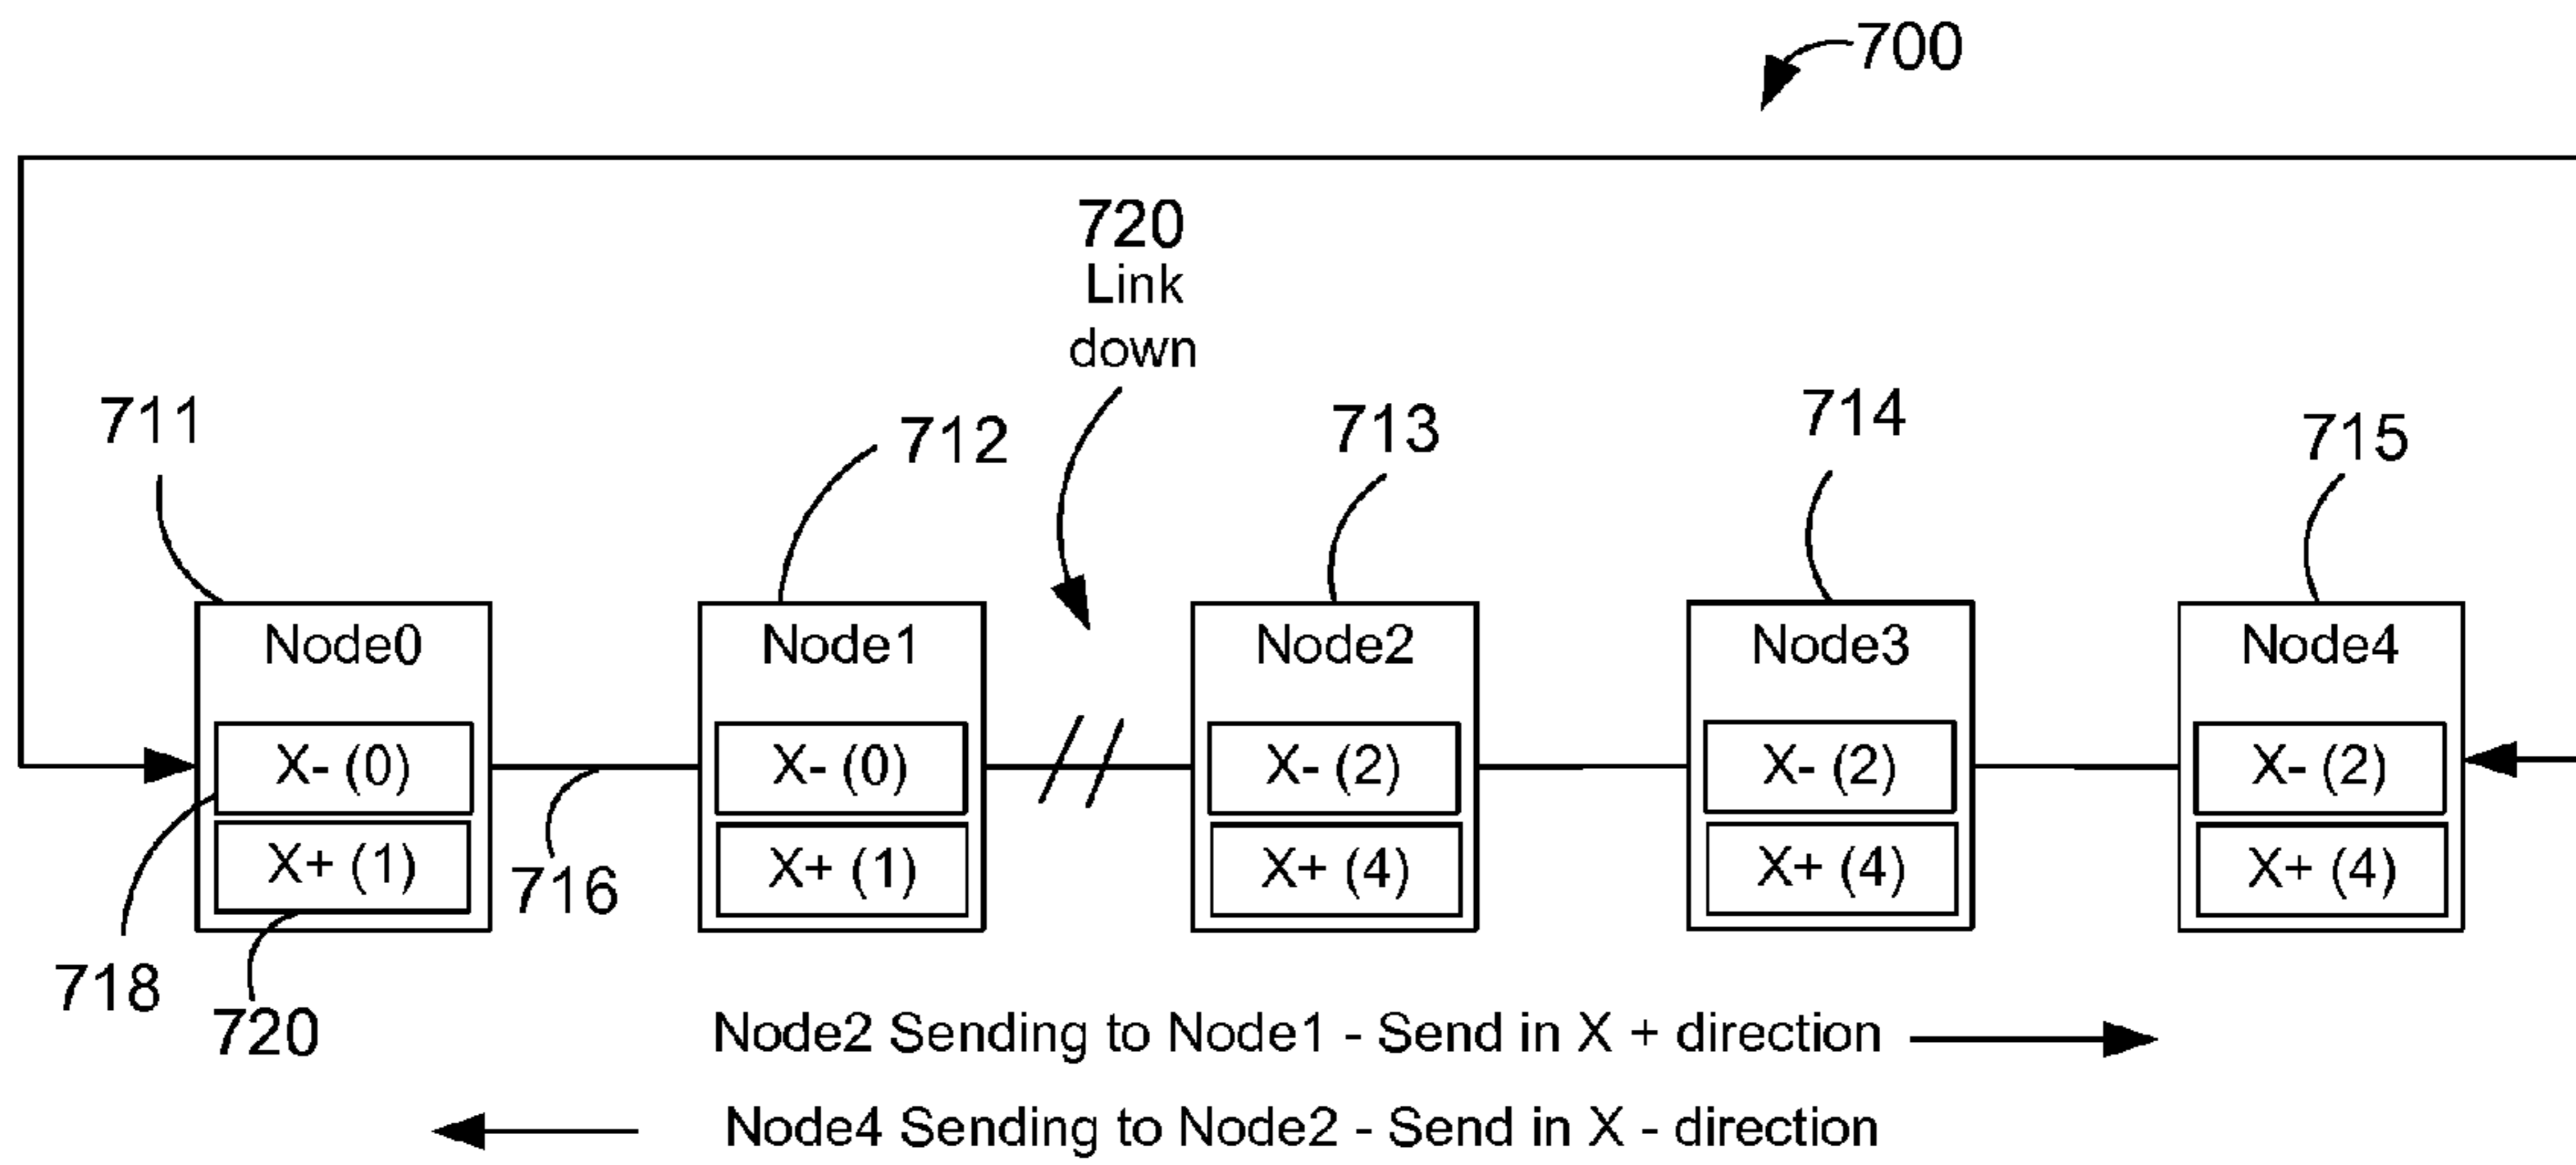 700
720
Link
down
711
712
713
714
715
Node0
Node1
Node2
Node3
Node4
X- (0)
X- (0)
X- (2)
X- (2)
X- (2)
X+ (1)
X+ (1)
X+ (4)
X+ (4)
X+ (4)
716
718
720
Node2 Sending to Node1 - Send in X + direction
Node4 Sending to Node2 - Send in X - direction